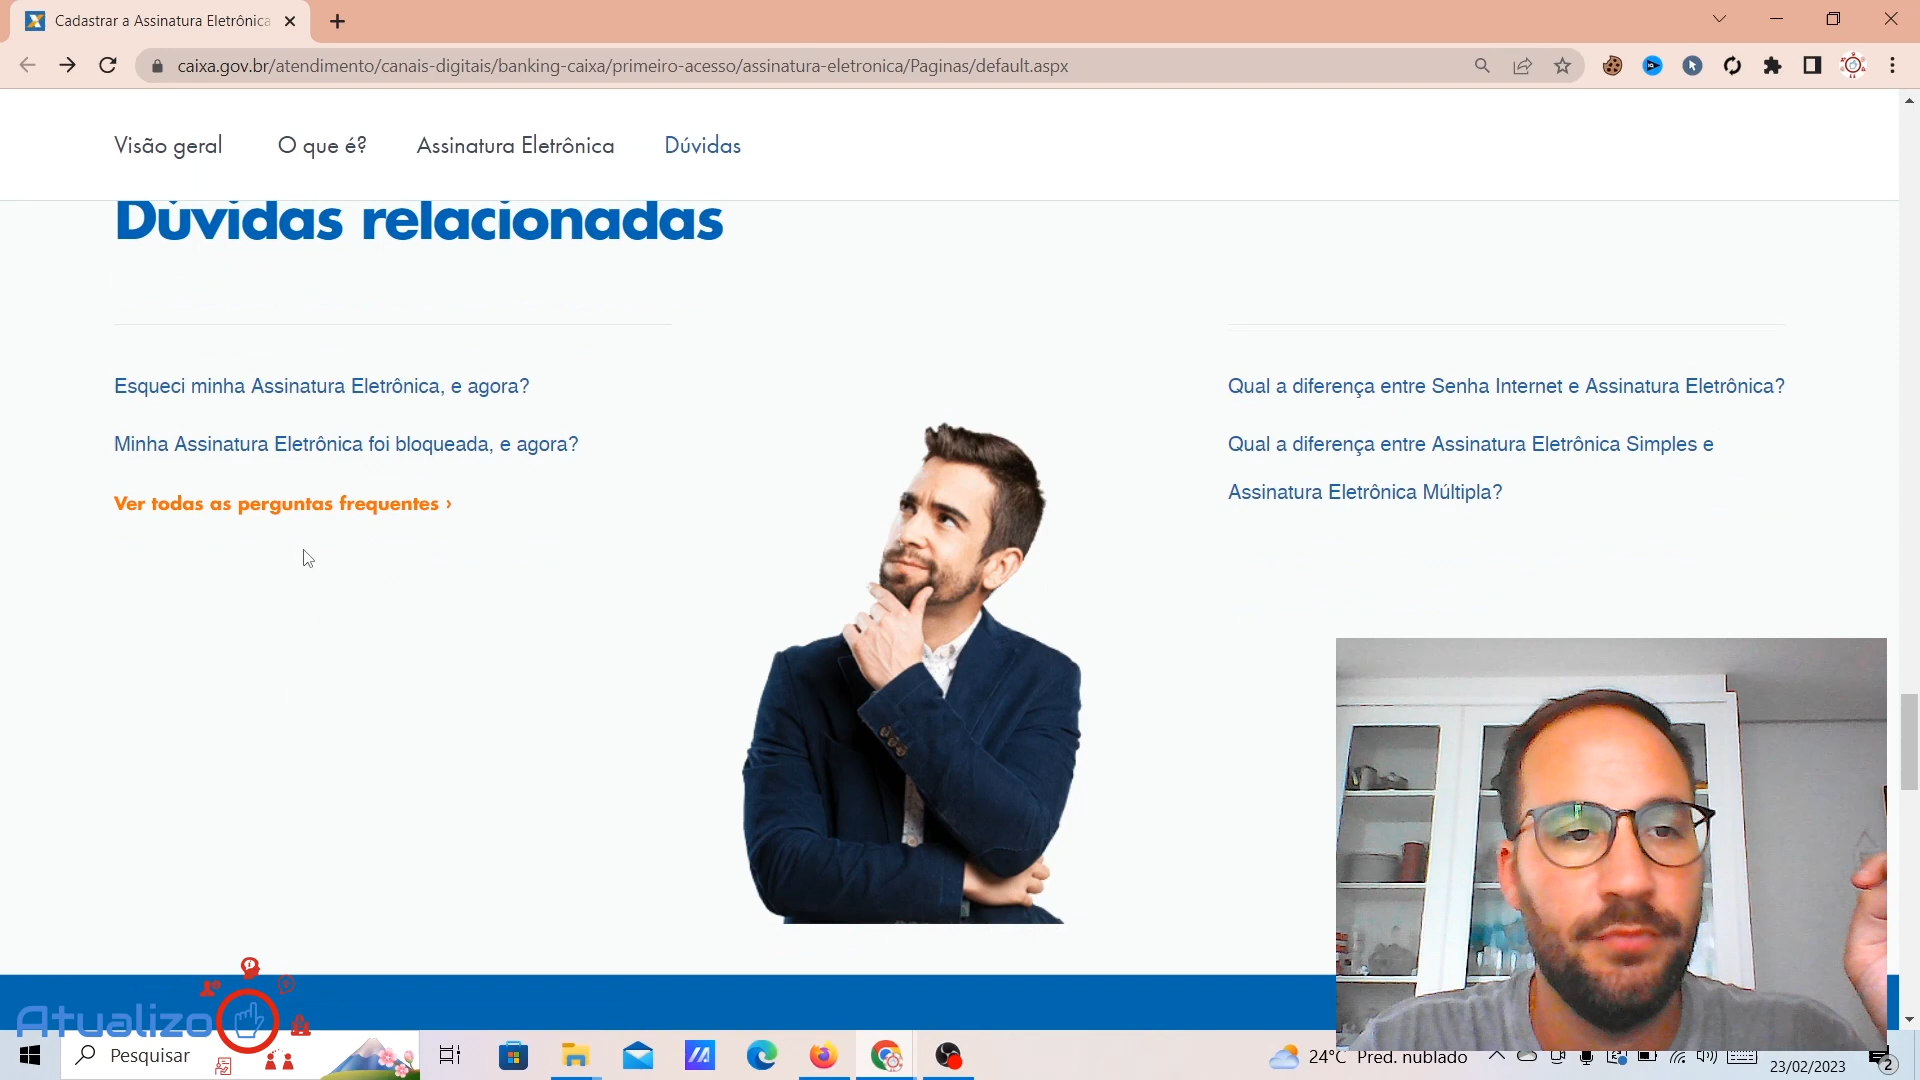 Cadastrar a Assinatura Eletrônica
caixa.gov.br/atendimento/canais-digitais/banking-caixa/primeiro-acesso/assinatura-eletronica/Paginas/default.aspx
Visão geral
O que é?
Assinatura Eletrônica
Dúvidas
Dúvidas relacionadas
Esqueci minha Assinatura Eletrônica, e agora?
Minha Assinatura Eletrônica foi bloqueada, e agora?
Ver todas as perguntas frequentes ›
Qual a diferença entre Senha Internet e Assinatura Eletrônica?
Qual a diferença entre Assinatura Eletrônica Simples e
Assinatura Eletrônica Múltipla?
Atualizo
Pesquisar
24°C Pred. nublado
23/02/2023
2